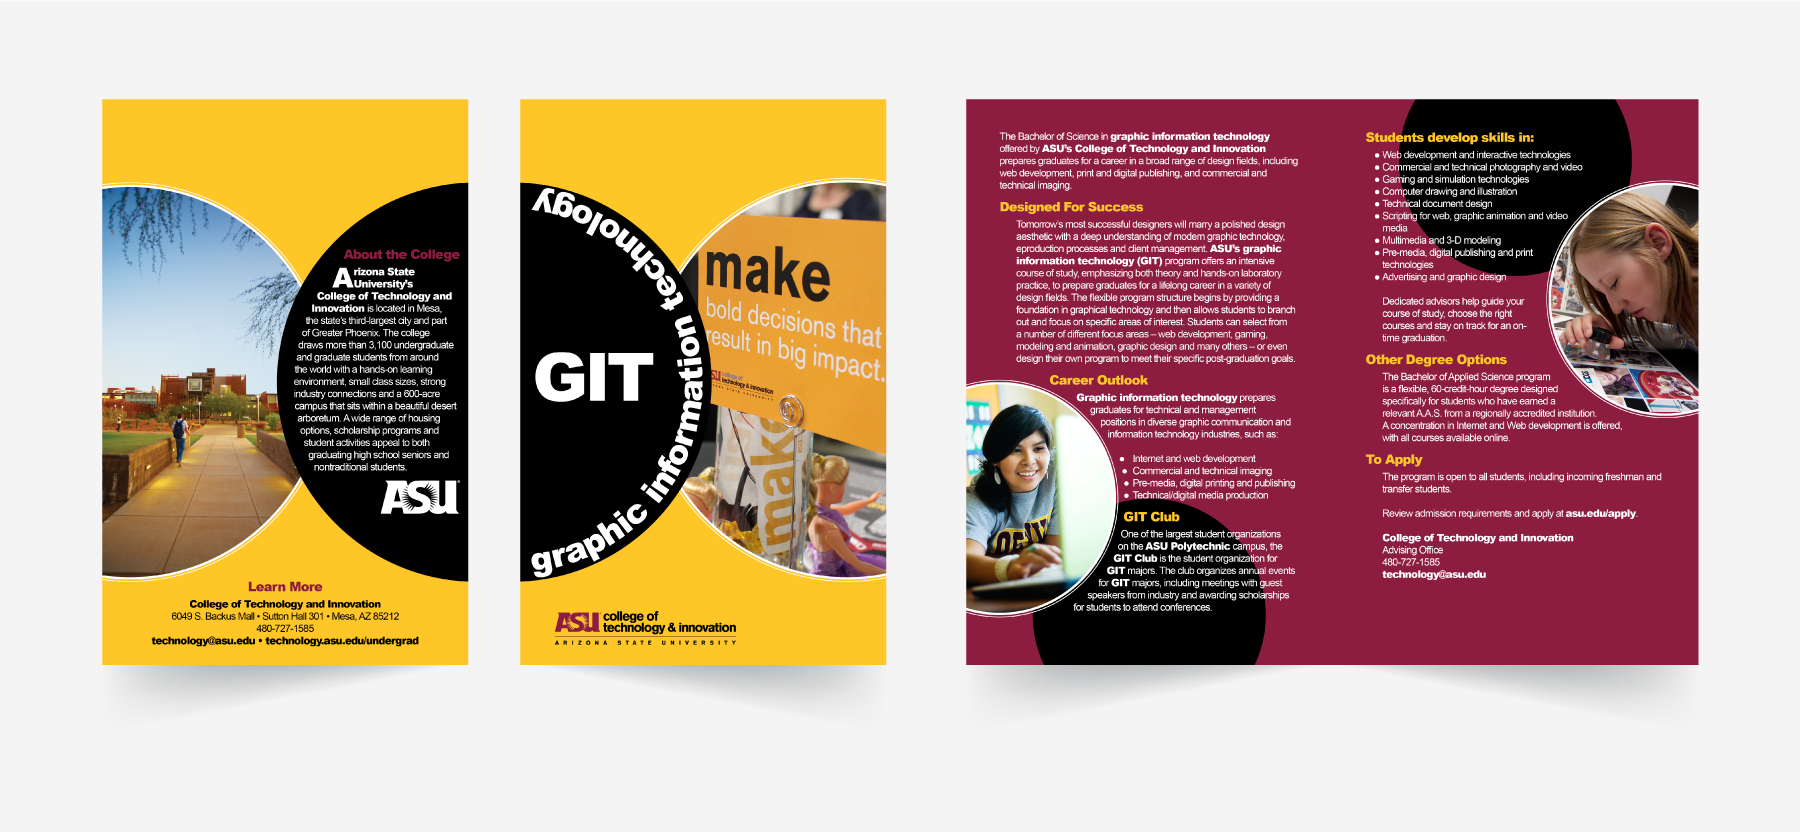 About the College
Arizona State
University's
College of Technology and
Innovation is located in Mesa,
the state's third-largest city and part
of Greater Phoenix. The college
draws more than 3,100 undergraduate
and graduate students from around
the world with a hands-on learning
environment, small class sizes, strong
industry connections and a 600-acre
campus that sits within a beautiful desert
arboretum. A wide range of housing
options, scholarship programs and
student activities appeal to both
graduating high school seniors and
nontraditional students.
ASU
Learn More
College of Technology and Innovation
6049 S. Backus Mall • Sutton Hall 301 • Mesa, AZ 85212
480-727-1585
technology@asu.edu • technology.asu.edu/undergrad
GIT
graphic information technology
make
bold decisions that
result in big impact.
college of
technology & innovation
make
ASU college of
technology & innovation
ARIZONA STATE UNIVERSITY
The Bachelor of Science in graphic information technology
offered by ASU's College of Technology and Innovation
prepares graduates for a career in a broad range of design fields, including
web development, print and digital publishing, and commercial and
technical imaging.
Designed For Success
Tomorrow's most successful designers will marry a polished design
aesthetic with a deep understanding of modern graphic technology,
eproduction processes and client management. ASU's graphic
information technology (GIT) program offers an intensive
course of study, emphasizing both theory and hands-on laboratory
practice, to prepare graduates for a lifelong career in a variety of
design fields. The flexible program structure begins by providing a
foundation in graphical technology and then allows students to branch
out and focus on specific areas of interest. Students can select from
a number of different focus areas – web development, gaming,
modeling and animation, graphic design and many others – or even
design their own program to meet their specific post-graduation goals.
Career Outlook
Graphic information technology prepares
graduates for technical and management
positions in diverse graphic communication and
information technology industries, such as:
● Internet and web development
● Commercial and technical imaging
● Pre-media, digital printing and publishing
● Technical/digital media production
GIT Club
One of the largest student organizations
on the ASU Polytechnic campus, the
GIT Club is the student organization for
GIT majors. The club organizes annual events
for GIT majors, including meetings with guest
speakers from industry and awarding scholarships
for students to attend conferences.
Students develop skills in:
● Web development and interactive technologies
● Commercial and technical photography and video
● Gaming and simulation technologies
● Computer drawing and illustration
● Technical document design
● Scripting for web, graphic animation and video
media
● Multimedia and 3-D modeling
● Pre-media, digital publishing and print
technologies
● Advertising and graphic design
Dedicated advisors help guide your
course of study, choose the right
courses and stay on track for an on-
time graduation.
Other Degree Options
The Bachelor of Applied Science program
is a flexible, 60-credit-hour degree designed
specifically for students who have earned a
relevant A.A.S. from a regionally accredited institution.
A concentration in Internet and Web development is offered,
with all courses available online.
To Apply
The program is open to all students, including incoming freshman and
transfer students.
Review admission requirements and apply at asu.edu/apply.
College of Technology and Innovation
Advising Office
480-727-1585
technology@asu.edu